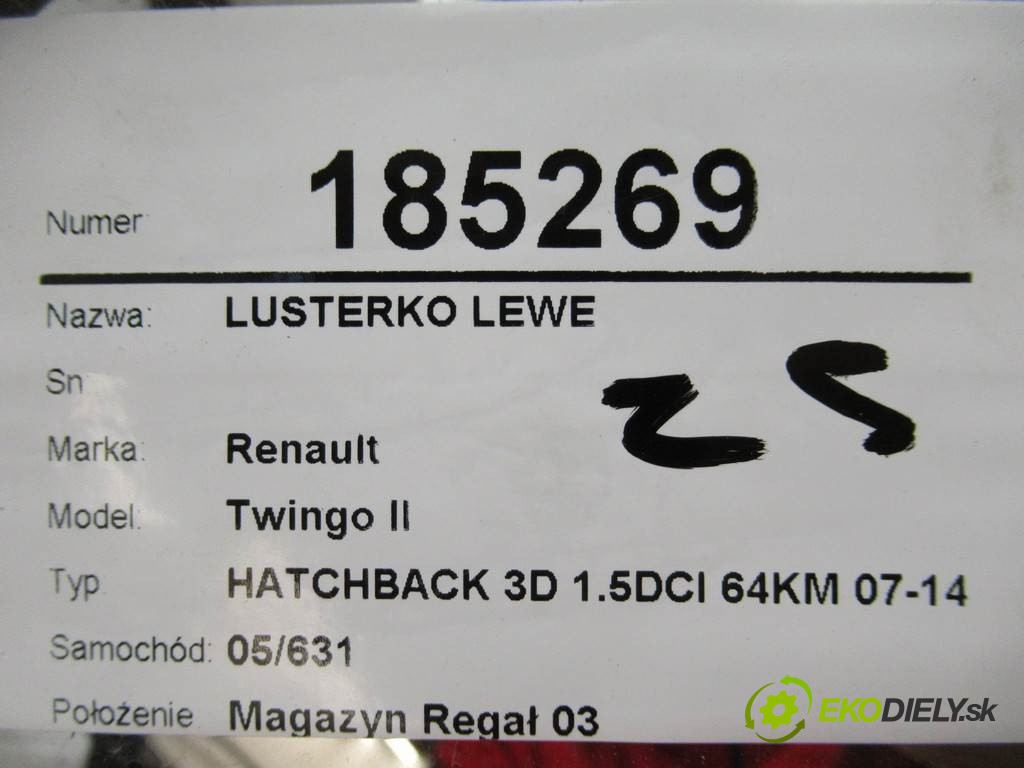 Numer 185269
Nazwa: LUSTERKO LEWE
Sn
25
Marka: Renault
Model: Twingo II
Typ HATCHBACK 3D 1.5DCI 64KM 07-14
Samochód: 05/631
Położenie Magazyn Regał 03
EKODIELY.sk